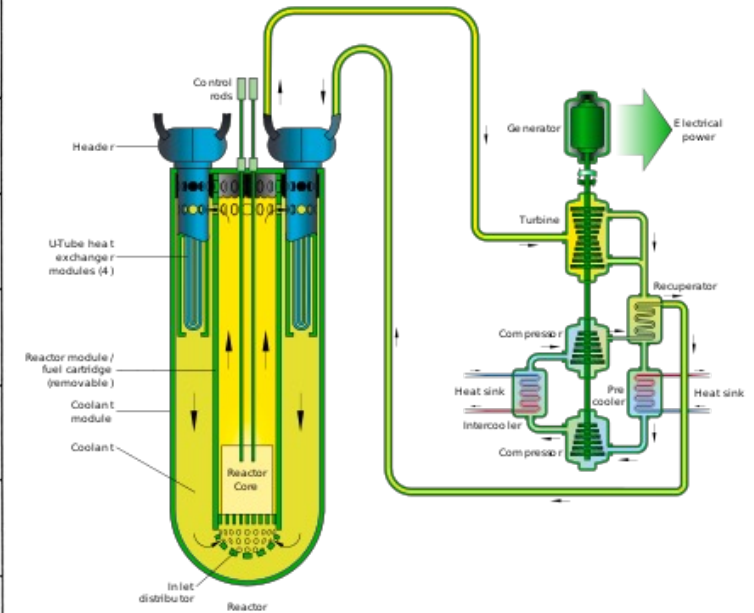 Control
rods
Header
U-Tube heat
exchanger
modules (4)
Reactor module/
fuel cartridge
(removable)
Coolant
module
Coolant
Reactor
Core
Inlet
distributor
Reactor
Generator
Electrical
power
Turbine
Recuperator
Compressor
Heat sink
Pre
cooler
Heat sink
Intercooler
Compressor